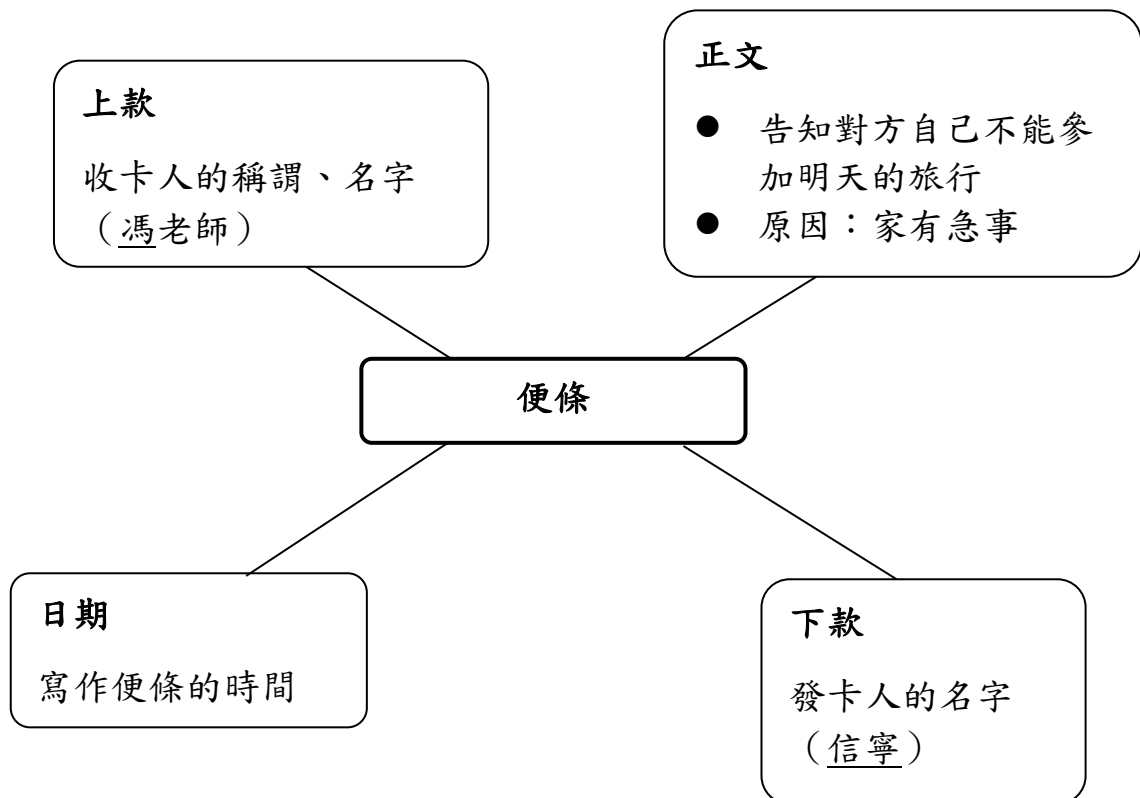 上款
收卡人的稱謂、名字
（馮老師）
正文
● 告知對方自己不能參
加明天的旅行
● 原因：家有急事
便條
日期
寫作便條的時間
下款
發卡人的名字
（信寧）